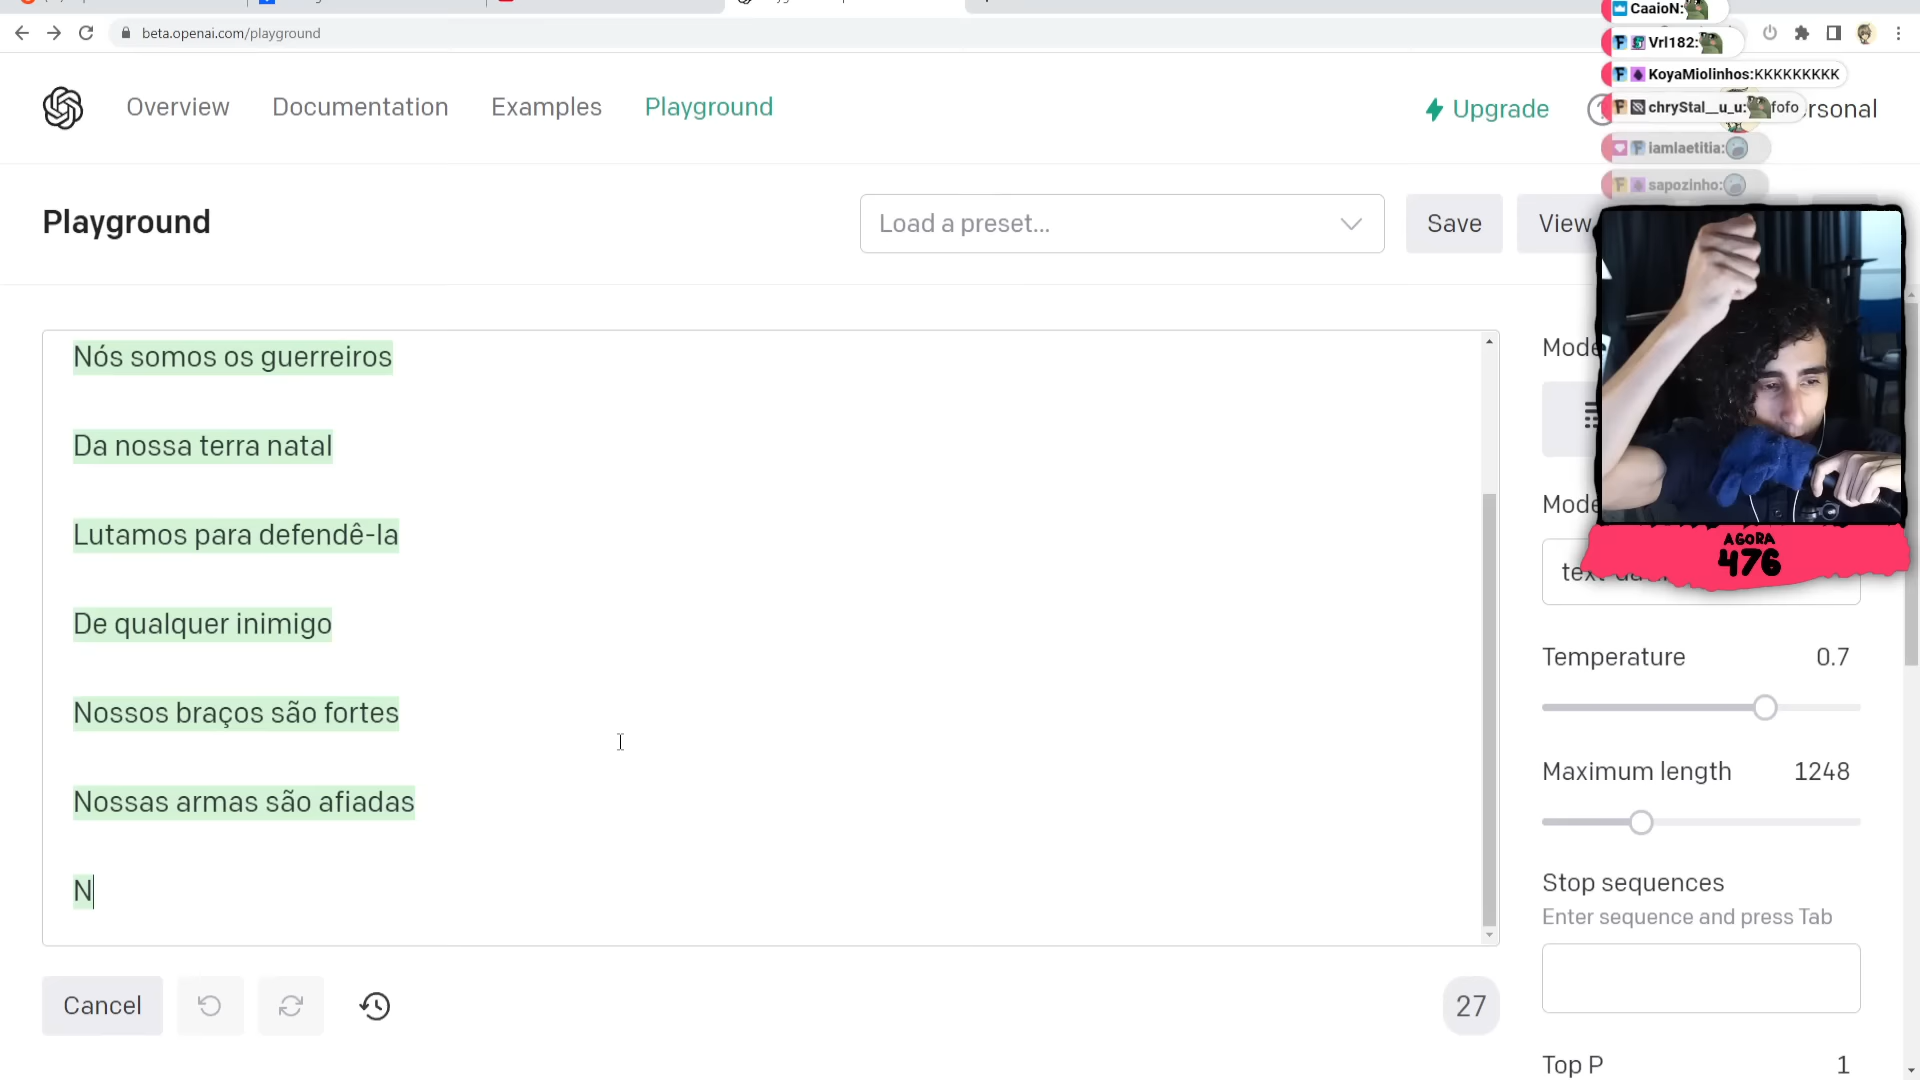 beta.openai.com/playground
CaaioN:
Vrl182:
KoyaMiolinhos:KKKKKKKKK
chryStal__u_u: fofo
iamlaetitia:
sapozinho:
Overview
Documentation
Examples
Playground
Upgrade
rsonal
Playground
Load a preset...
Save
View
Nós somos os guerreiros
Da nossa terra natal
Lutamos para defendê-la
De qualquer inimigo
Nossos braços são fortes
Nossas armas são afiadas
N
Cancel
27
Mode
Mode
AGORA
476
Temperature 0.7
Maximum length 1248
Stop sequences
Enter sequence and press Tab
Top P 1